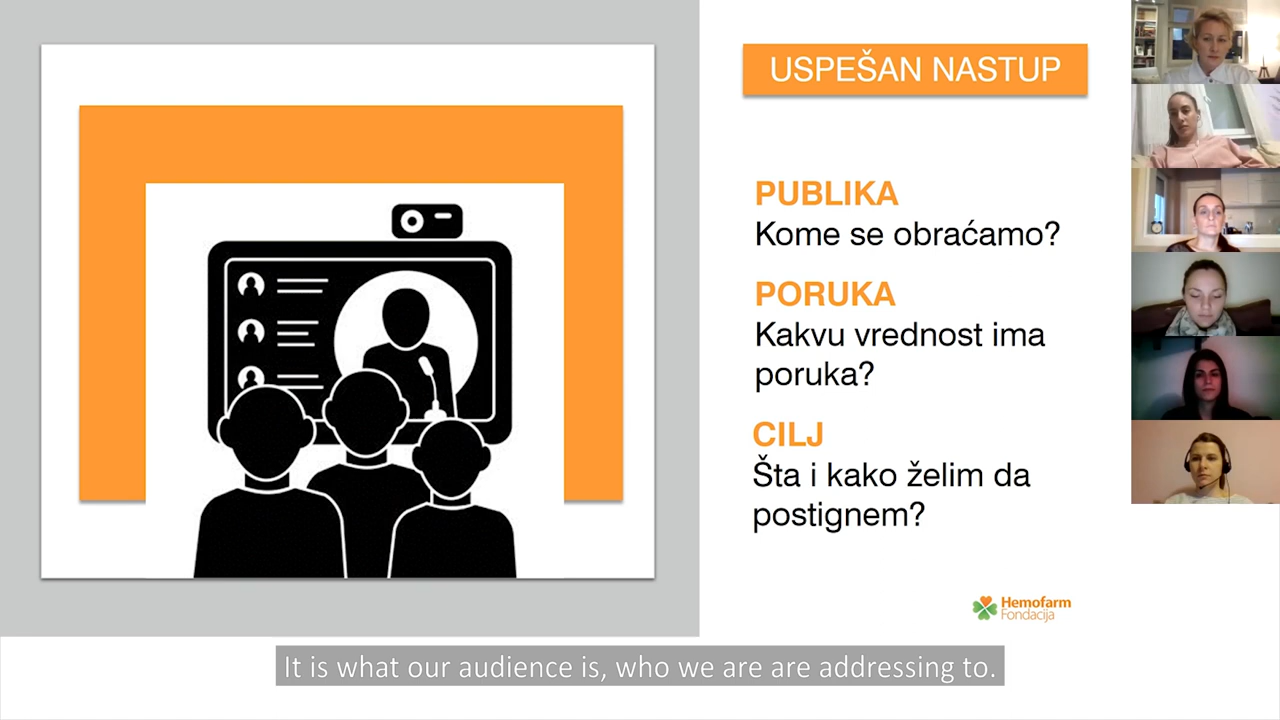 USPEŠAN NASTUP
PUBLIKA
Kome se obraćamo?
PORUKA
Kakvu vrednost ima
poruka?
CILJ
Šta i kako želim da
postignem?
Hemofarm
Fondacija
It is what our audience is, who we are are addressing to.